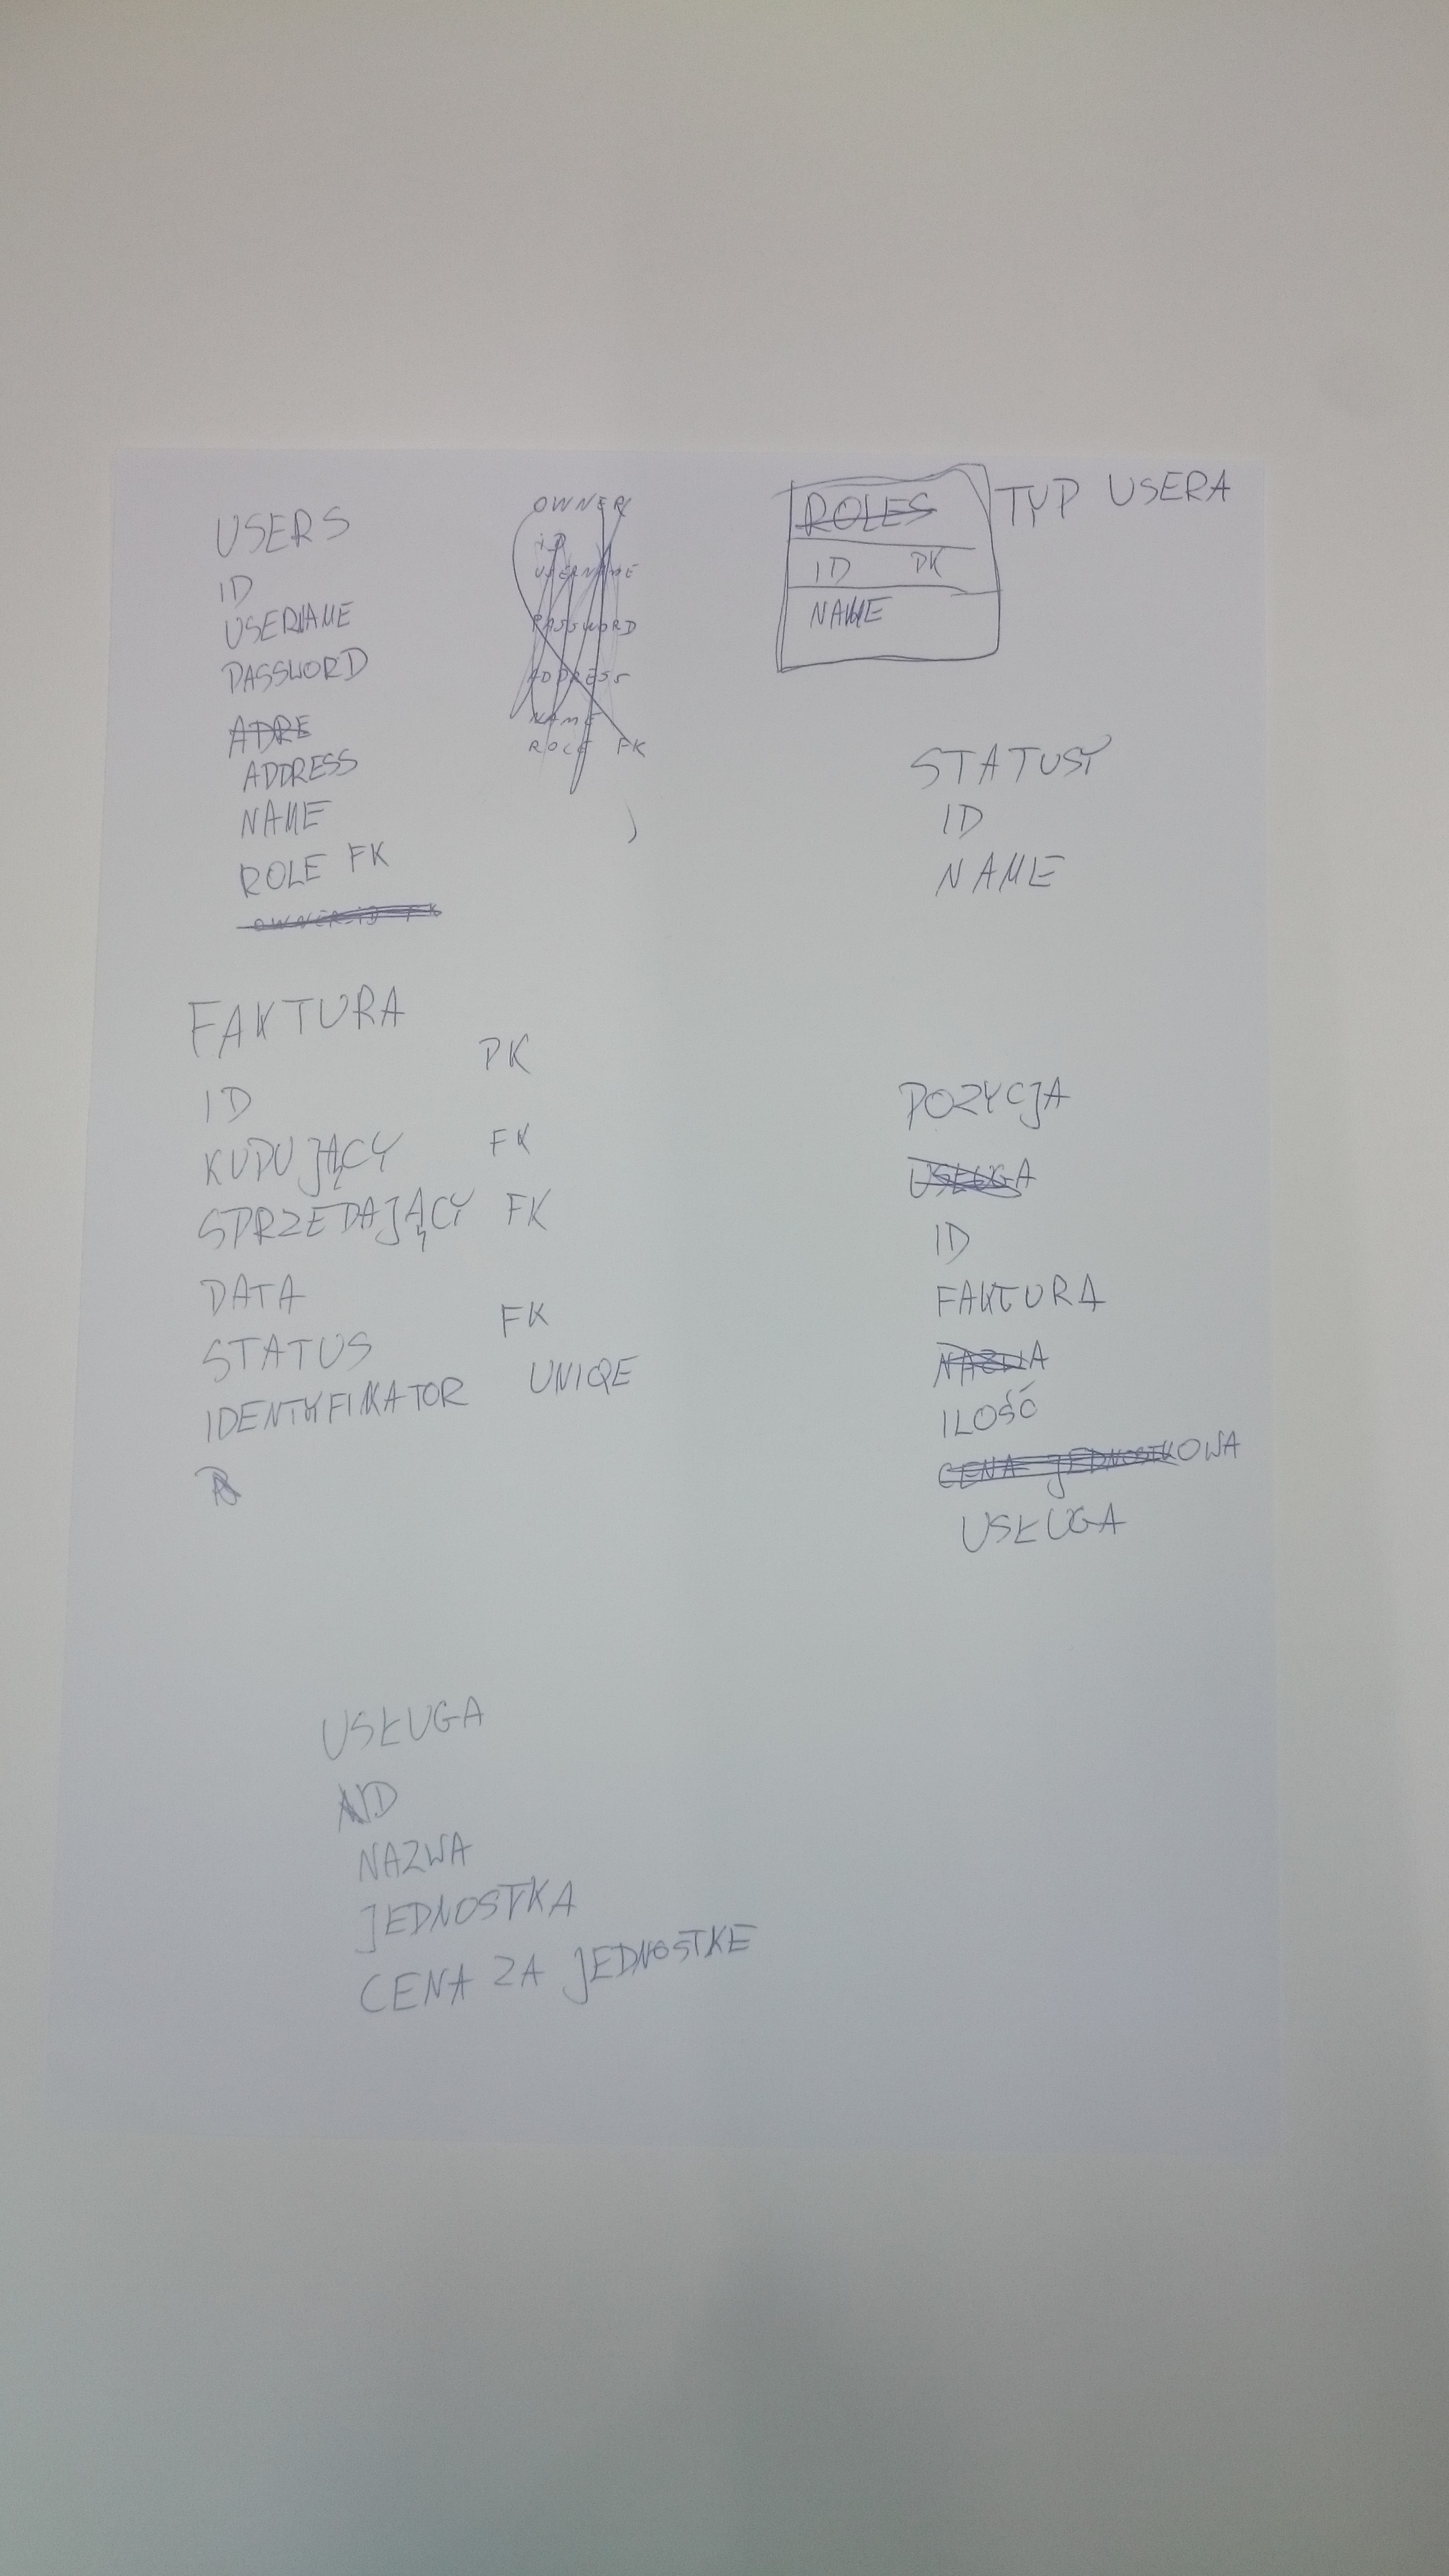 USERS
ID
USERNAME
PASSWORD
ADRE
ADDRESS
NAME
ROLE FK
OWNER_ID FK
OWNER
ID
USERNAME
PASSWORD
ADDRESS
NAME
ROLE FK
ROLES TYP USERA
ID PK
NAME
STATUSY
ID
NAME
FAKTURA
ID PK
KUPUJĄCY FK
SPRZEDAJĄCY FK
DATA
STATUS FK
IDENTYFIKATOR UNIQE
POZYCJA
USŁUGA
ID
FAKTURA
NAZWA
ILOŚĆ
CENA JEDNOSTKOWA
USŁUGA
USŁUGA
ID
NAZWA
JEDNOSTKA
CENA ZA JEDNOSTKE